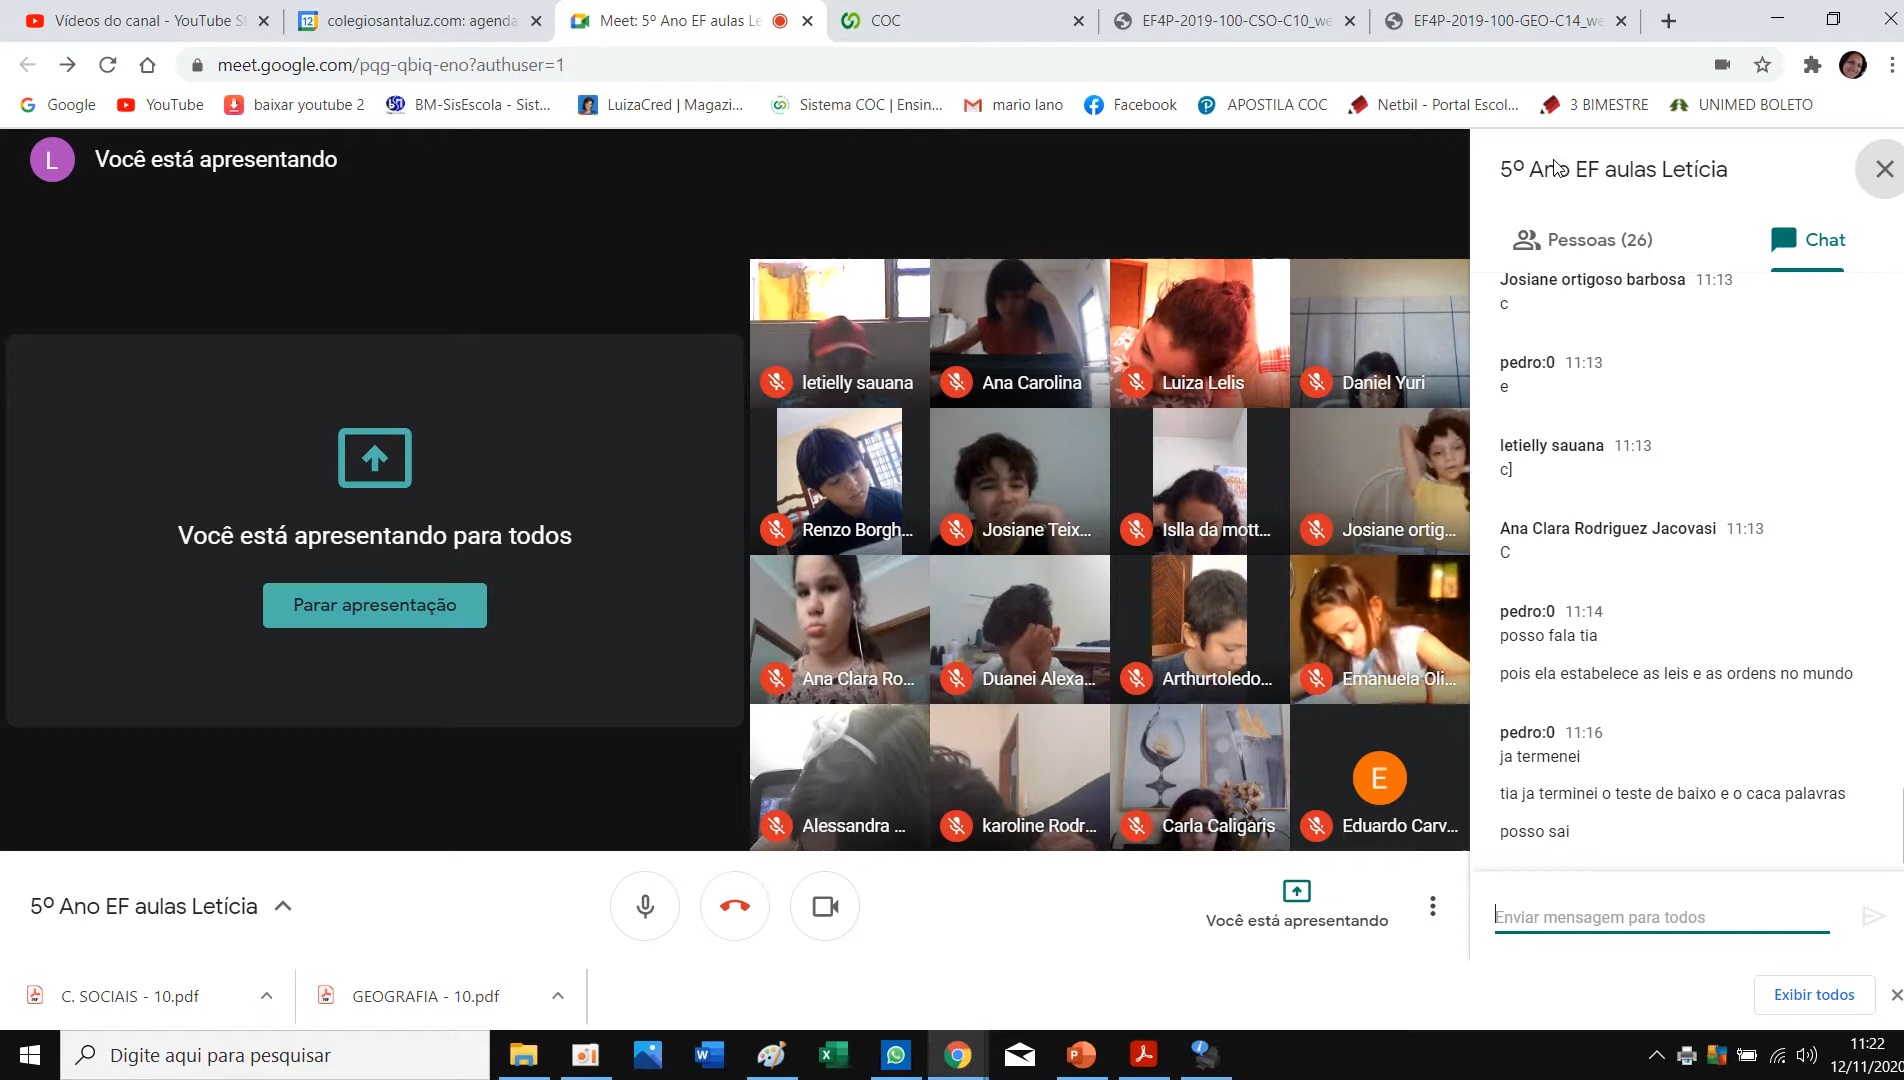 Vídeos do canal - YouTube S
colegiosantaluz.com: agenda
Meet: 5º Ano EF aulas Le
COC
EF4P-2019-100-CSO-C10_we
EF4P-2019-100-GEO-C14_we
meet.google.com/pqg-qbiq-eno?authuser=1
Google
YouTube
baixar youtube 2
BM-SisEscola - Sist...
LuizaCred | Magazi...
Sistema COC | Ensin...
mario lano
Facebook
APOSTILA COC
Netbil - Portal Escol...
3 BIMESTRE
UNIMED BOLETO
L
Você está apresentando
Você está apresentando para todos
Parar apresentação
letielly sauana
Ana Carolina
Luiza Lelis
Daniel Yuri
Renzo Borgh...
Josiane Teix...
Islla da mott...
Josiane ortig...
Ana Clara Ro...
Duanei Alexa...
Arthurtoledo...
Emanuela Oli...
Alessandra ...
karoline Rodr...
Carla Caligaris
E
Eduardo Carv...
5º Ano EF aulas Letícia
Pessoas (26)
Chat
Josiane ortigoso barbosa 11:13
c
pedro:0 11:13
e
letielly sauana 11:13
c]
Ana Clara Rodriguez Jacovasi 11:13
C
pedro:0 11:14
posso fala tia
pois ela estabelece as leis e as ordens no mundo
pedro:0 11:16
ja termenei
tia ja terminei o teste de baixo e o caca palavras
posso sai
Enviar mensagem para todos
5º Ano EF aulas Letícia
Você está apresentando
C. SOCIAIS - 10.pdf
GEOGRAFIA - 10.pdf
Exibir todos
Digite aqui para pesquisar
11:22
12/11/2020